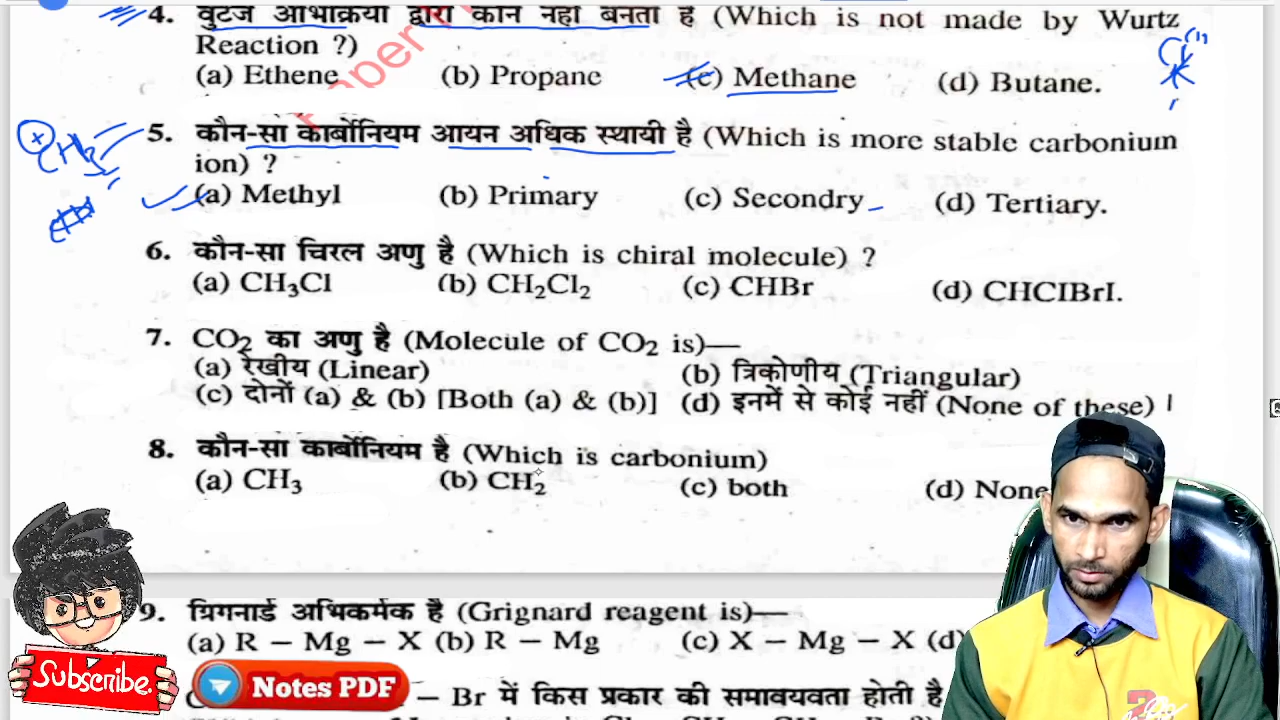 4. वुर्ट्ज अभिक्रिया द्वारा कौन नहीं बनता है (Which is not made by Wurtz
Reaction ?)
(a) Ethene (b) Propane (c) Methane (d) Butane.
5. कौन-सा कार्बोनियम आयन अधिक स्थायी है (Which is more stable carbonium
ion) ?
(a) Methyl (b) Primary (c) Secondry (d) Tertiary.
6. कौन-सा चिरल अणु है (Which is chiral molecule) ?
(a) CH₃Cl (b) CH₂Cl₂ (c) CHBr (d) CHClBrI.
7. CO₂ का अणु है (Molecule of CO₂ is)—
(a) रेखीय (Linear) (b) त्रिकोणीय (Triangular)
(c) दोनों (a) & (b) [Both (a) & (b)] (d) इनमें से कोई नहीं (None of these) ।
8. कौन-सा कार्बोनियम है (Which is carbonium)
(a) CH₃ (b) CH₂ (c) both (d) None
9. ग्रिगनार्ड अभिकर्मक है (Grignard reagent is)—
(a) R – Mg – X (b) R – Mg (c) X – Mg – X (d)
– Br में किस प्रकार की समावयवता होती है
Subscribe.
Notes PDF